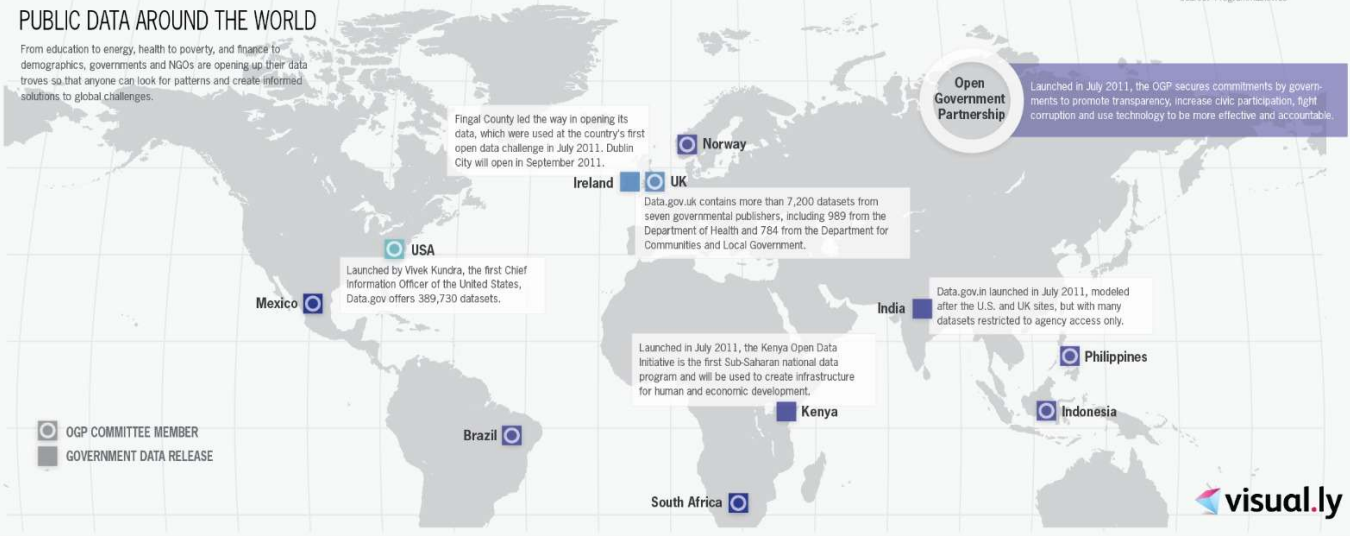 PUBLIC DATA AROUND THE WORLD
From education to energy, health to poverty, and finance to
demographics, governments and NGOs are opening up their data
troves so that anyone can look for patterns and create informed
solutions to global challenges.
Open
Government
Partnership
Launched in July 2011, the OGP secures commitments by govern-
ments to promote transparency, increase civic participation, fight
corruption and use technology to be more effective and accountable.
Fingal County led the way in opening its
data, which were used at the country's first
open data challenge in July 2011. Dublin
City will open in September 2011.
Norway
Ireland
UK
Data.gov.uk contains more than 7,200 datasets from
seven governmental publishers, including 989 from the
Department of Health and 784 from the Department for
Communities and Local Government.
USA
Launched by Vivek Kundra, the first Chief
Information Officer of the United States,
Data.gov offers 389,730 datasets.
Mexico
India
Data.gov.in launched in July 2011, modeled
after the U.S. and UK sites, but with many
datasets restricted to agency access only.
Launched in July 2011, the Kenya Open Data
Initiative is the first Sub-Saharan national data
program and will be used to create infrastructure
for human and economic development.
Philippines
Kenya
Indonesia
OGP COMMITTEE MEMBER
GOVERNMENT DATA RELEASE
Brazil
South Africa
visual.ly